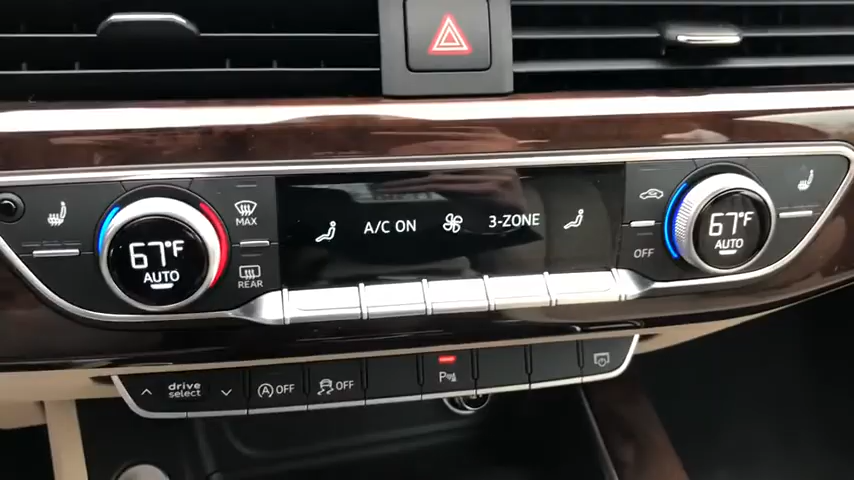 MAX
67°F
AUTO
REAR
A/C ON
3-ZONE
OFF
67°F
AUTO
drive
select
A OFF
OFF
P